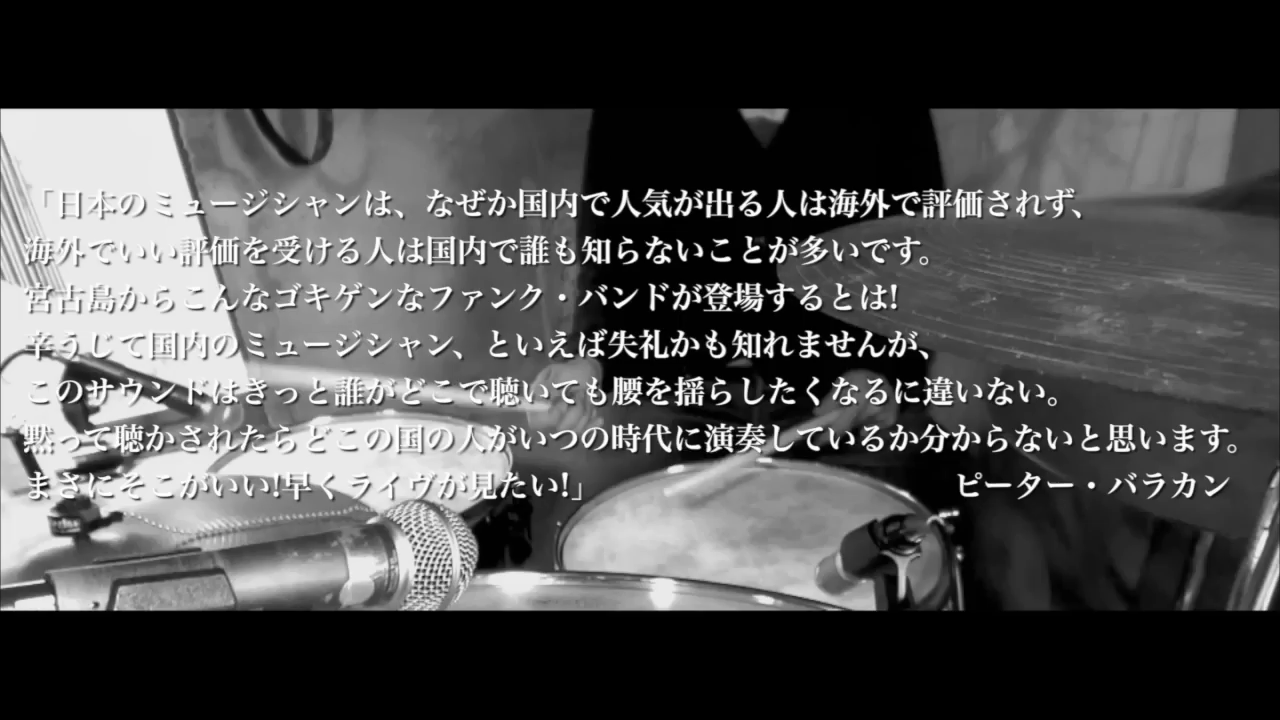 「日本のミュージシャンは、なぜか国内で人気が出る人は海外で評価されず、
海外でいい評価を受ける人は国内で誰も知らないことが多いです。
宮古島からこんなゴキゲンなファンク・バンドが登場するとは!
辛うじて国内のミュージシャン、といえば失礼かも知れませんが、
このサウンドはきっと誰がどこで聴いても腰を揺らしたくなるに違いない。
黙って聴かされたらどこの国の人がいつの時代に演奏しているか分からないと思います。
まさにそこがいい!早くライヴが見たい!」 ピーター・バラカン